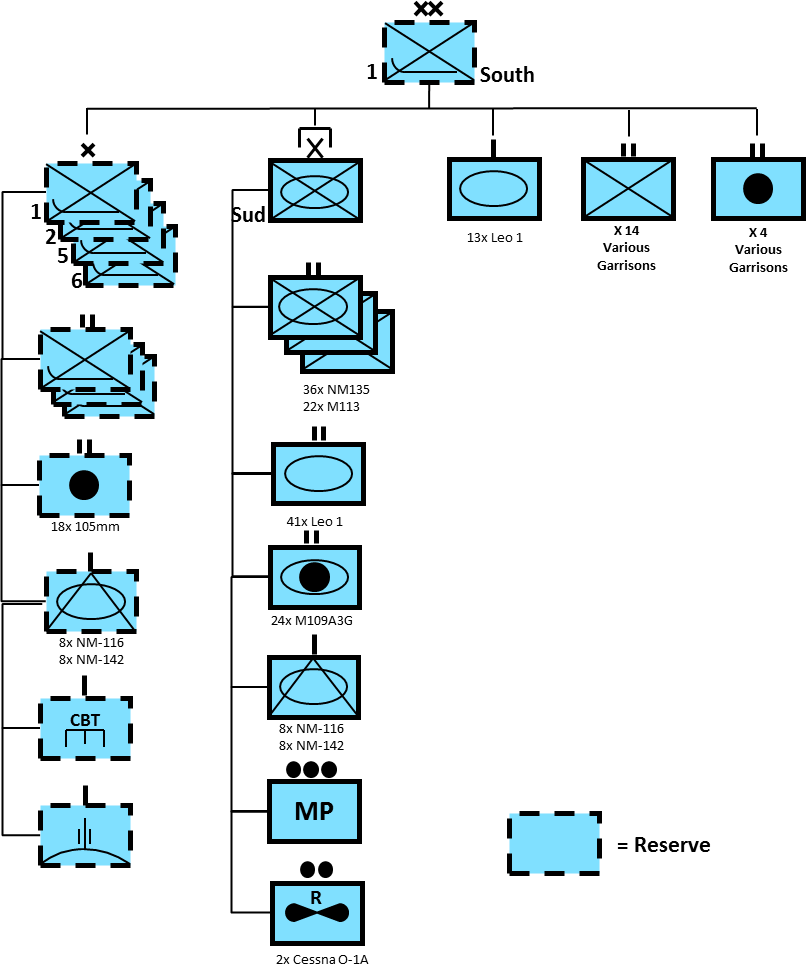 1
South
1
2
5
6
Sud
13x Leo 1
X 14
Various
Garrisons
X 4
Various
Garrisons
36x NM135
22x M113
18x 105mm
41x Leo 1
24x M109A3G
8x NM-116
8x NM-142
8x NM-116
8x NM-142
CBT
MP
= Reserve
R
2x Cessna O-1A